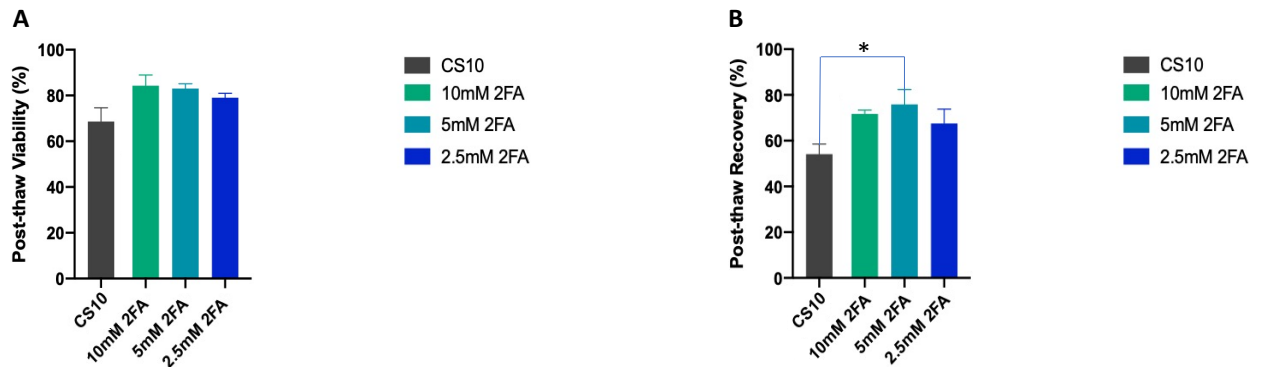 A
Post-thaw Viability (%)
100
80
60
40
20
0
CS10
10mM 2FA
5mM 2FA
2.5mM 2FA
CS10
10mM 2FA
5mM 2FA
2.5mM 2FA
B
Post-thaw Recovery (%)
100
80
60
40
20
0
*
CS10
10mM 2FA
5mM 2FA
2.5mM 2FA
CS10
10mM 2FA
5mM 2FA
2.5mM 2FA